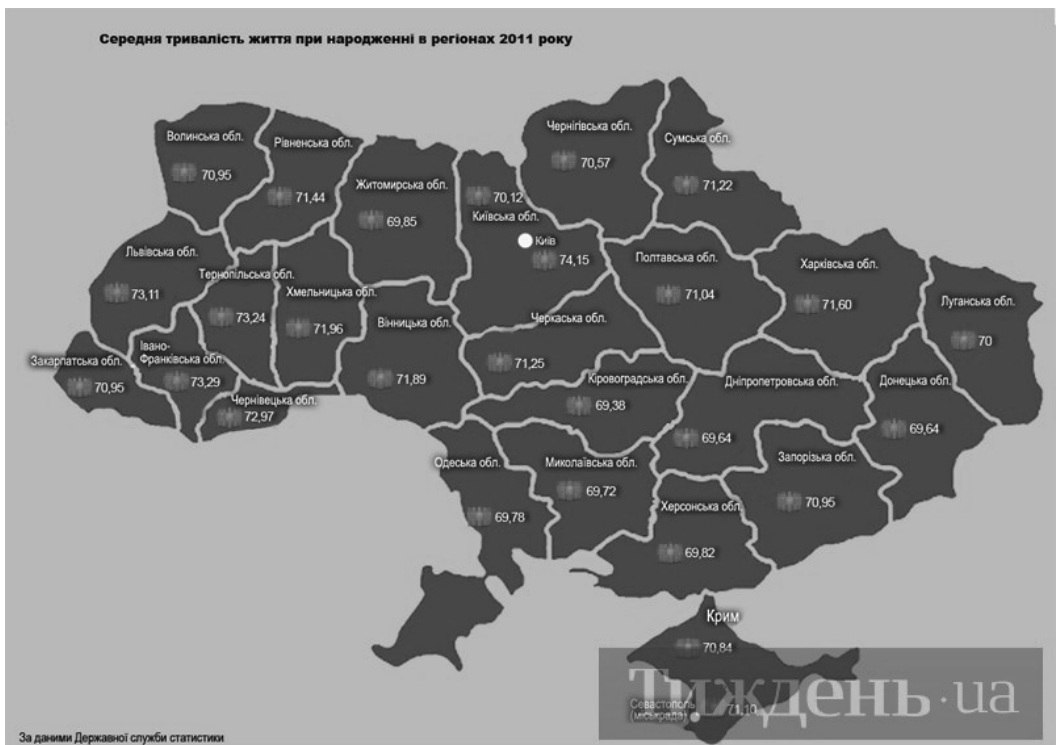 Середня тривалість життя при народженні в регіонах 2011 року
Волинська обл.
70,95
Рівненська обл.
71,44
Житомирська обл.
69,85
70,12
Київська обл.
Київ
74,15
Чернігівська обл.
70,57
Сумська обл.
71,22
Львівська обл.
73,11
Тернопільська обл.
73,24
Хмельницька обл.
71,96
Вінницька обл.
71,89
Черкаська обл.
71,25
Полтавська обл.
71,04
Харківська обл.
71,60
Луганська обл.
70
Закарпатська обл.
70,95
Івано-
Франківська обл.
73,29
Чернівецька обл.
72,97
Кіровоградська обл.
69,38
Дніпропетровська обл.
69,64
Донецька обл.
69,64
Одеська обл.
69,78
Миколаївська обл.
69,72
Херсонська обл.
69,82
Запорізька обл.
70,95
Крим
70,84
Севастополь
(міськрада)
71,10
Тиждень.ua
За даними Державної служби статистики